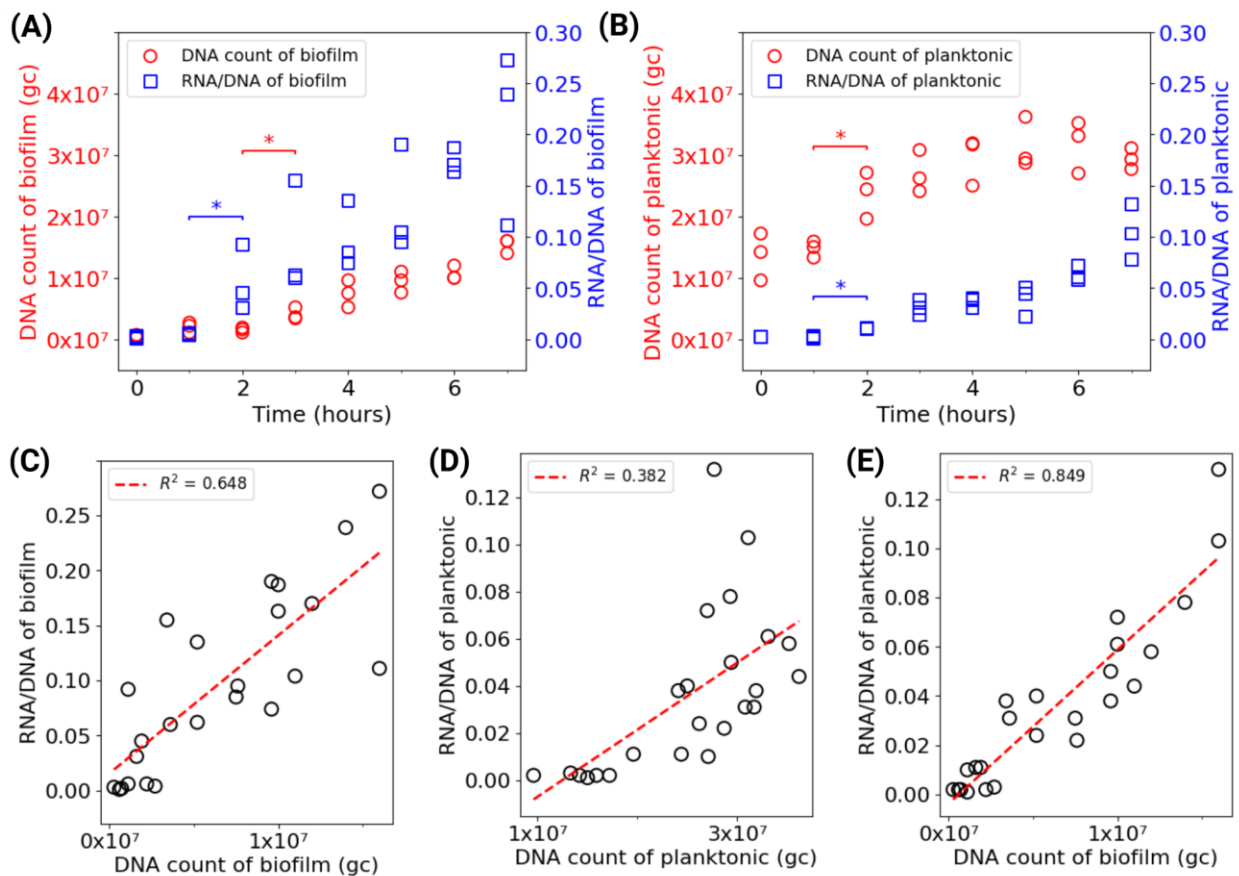 (A)
DNA count of biofilm (gc)
4x10⁷
3x10⁷
2x10⁷
1x10⁷
0x10⁷
DNA count of biofilm
RNA/DNA of biofilm
*
*
0.30
0.25
0.20
0.15
0.10
0.05
0.00
RNA/DNA of biofilm
0
2
4
6
Time (hours)
(B)
DNA count of planktonic (gc)
4x10⁷
3x10⁷
2x10⁷
1x10⁷
0x10⁷
DNA count of planktonic
RNA/DNA of planktonic
*
*
0.30
0.25
0.20
0.15
0.10
0.05
0.00
RNA/DNA of planktonic
0
2
4
6
Time (hours)
(C)
R² = 0.648
RNA/DNA of biofilm
0.25
0.20
0.15
0.10
0.05
0.00
0x10⁷
1x10⁷
DNA count of biofilm (gc)
(D)
R² = 0.382
RNA/DNA of planktonic
0.12
0.10
0.08
0.06
0.04
0.02
0.00
1x10⁷
3x10⁷
DNA count of planktonic (gc)
(E)
R² = 0.849
RNA/DNA of planktonic
0.12
0.10
0.08
0.06
0.04
0.02
0.00
0x10⁷
1x10⁷
DNA count of biofilm (gc)